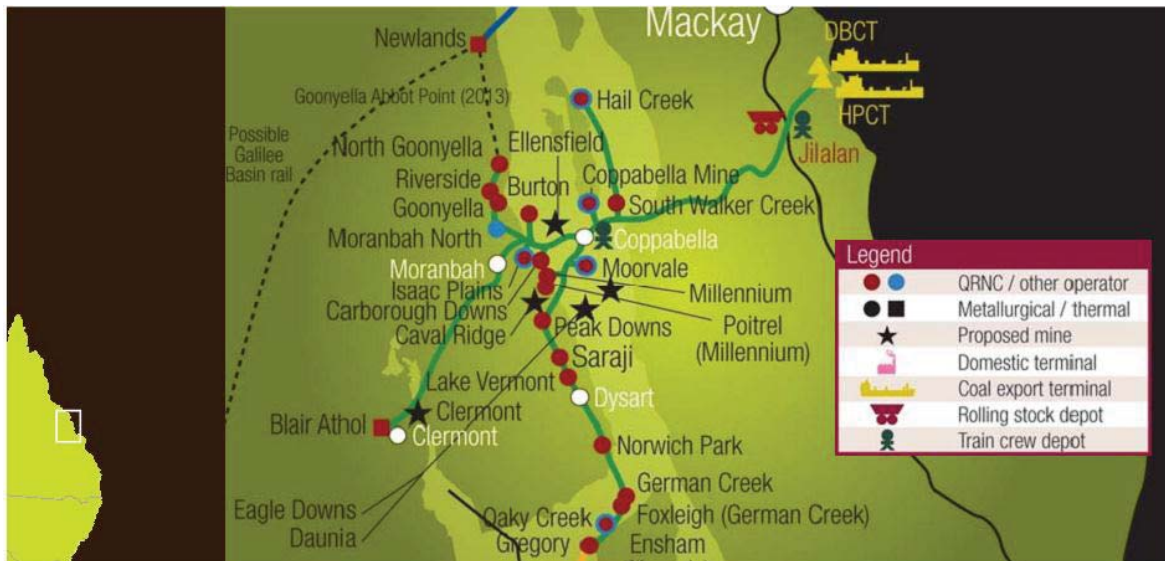 Mackay
DBCT
HPCT
Newlands
Goonyella Abbot Point (2013)
Hail Creek
Possible
Galilee
Basin rail
Ellensfield
Jilalan
North Goonyella
Coppabella Mine
Riverside
Burton
Goonyella
South Walker Creek
Moranbah North
Coppabella
Moranbah
Moorvale
Isaac Plains
Millennium
Carborough Downs
Caval Ridge
Peak Downs
Poitrel
(Millennium)
Saraji
Lake Vermont
Dysart
Clermont
Blair Athol
Clermont
Norwich Park
German Creek
Eagle Downs
Oaky Creek
Foxleigh (German Creek)
Daunia
Gregory
Ensham
Legend
QRNC / other operator
Metallurgical / thermal
Proposed mine
Domestic terminal
Coal export terminal
Rolling stock depot
Train crew depot